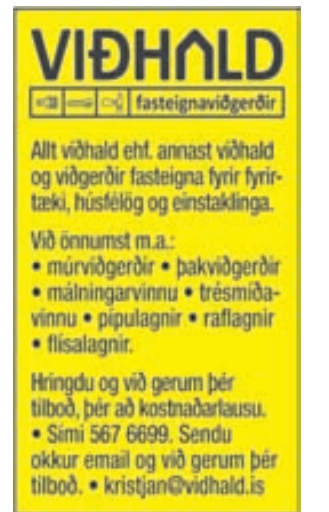 VIÐHALD
fasteignaviðgerðir
Allt viðhald ehf. annast viðhald
og viðgerðir fasteigna fyrir fyrir-
tæki, húsfélög og einstaklinga.
Við önnumst m.a.:
• múrviðgerðir • þakviðgerðir
• málningarvinnu • trésmíða-
vinnu • pípulagnir • raflagnir
• flísalagnir.
Hringdu og við gerum þér
tilboð, þér að kostnaðarlausu.
• Sími 567 6699. Sendu
okkur email og við gerum þér
tilboð. • kristjan@vidhald.is